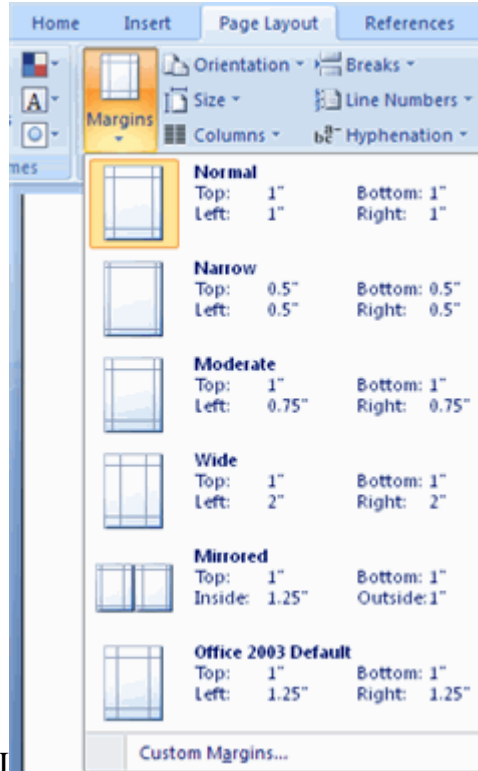 Home Insert Page Layout References
Orientation Breaks
A Size Line Numbers
Margins Columns Hyphenation
mes
Normal
Top: 1" Bottom: 1"
Left: 1" Right: 1"
Narrow
Top: 0.5" Bottom: 0.5"
Left: 0.5" Right: 0.5"
Moderate
Top: 1" Bottom: 1"
Left: 0.75" Right: 0.75"
Wide
Top: 1" Bottom: 1"
Left: 2" Right: 2"
Mirrored
Top: 1" Bottom: 1"
Inside: 1.25" Outside: 1"
Office 2003 Default
Top: 1" Bottom: 1"
Left: 1.25" Right: 1.25"
Custom Margins...